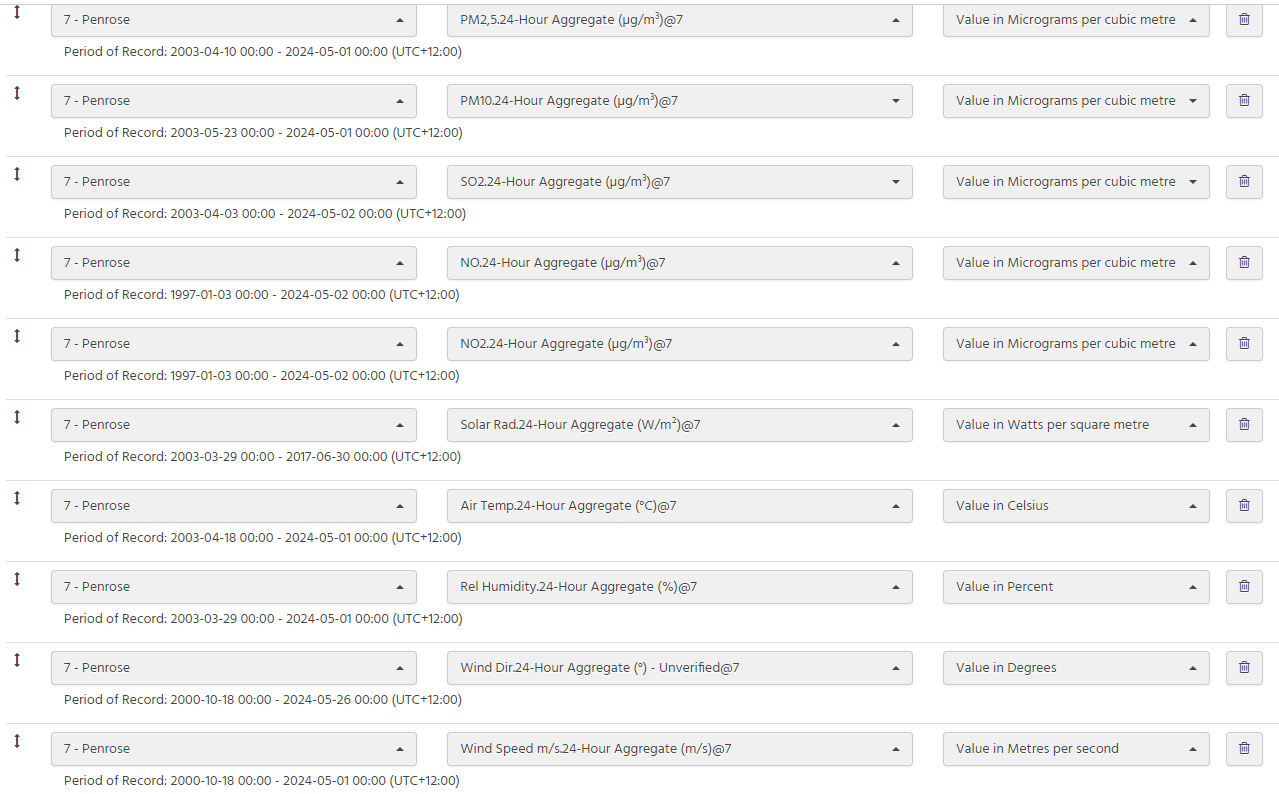 7 - Penrose PM2,5.24-Hour Aggregate (µg/m³)@7 Value in Micrograms per cubic metre
Period of Record: 2003-04-10 00:00 - 2024-05-01 00:00 (UTC+12:00)
7 - Penrose PM10.24-Hour Aggregate (µg/m³)@7 Value in Micrograms per cubic metre
Period of Record: 2003-05-23 00:00 - 2024-05-01 00:00 (UTC+12:00)
7 - Penrose SO2.24-Hour Aggregate (µg/m³)@7 Value in Micrograms per cubic metre
Period of Record: 2003-04-03 00:00 - 2024-05-02 00:00 (UTC+12:00)
7 - Penrose NO.24-Hour Aggregate (µg/m³)@7 Value in Micrograms per cubic metre
Period of Record: 1997-01-03 00:00 - 2024-05-02 00:00 (UTC+12:00)
7 - Penrose NO2.24-Hour Aggregate (µg/m³)@7 Value in Micrograms per cubic metre
Period of Record: 1997-01-03 00:00 - 2024-05-02 00:00 (UTC+12:00)
7 - Penrose Solar Rad.24-Hour Aggregate (W/m²)@7 Value in Watts per square metre
Period of Record: 2003-03-29 00:00 - 2017-06-30 00:00 (UTC+12:00)
7 - Penrose Air Temp.24-Hour Aggregate (°C)@7 Value in Celsius
Period of Record: 2003-04-18 00:00 - 2024-05-01 00:00 (UTC+12:00)
7 - Penrose Rel Humidity.24-Hour Aggregate (%)@7 Value in Percent
Period of Record: 2003-03-29 00:00 - 2024-05-01 00:00 (UTC+12:00)
7 - Penrose Wind Dir.24-Hour Aggregate (°) - Unverified@7 Value in Degrees
Period of Record: 2000-10-18 00:00 - 2024-05-26 00:00 (UTC+12:00)
7 - Penrose Wind Speed m/s.24-Hour Aggregate (m/s)@7 Value in Metres per second
Period of Record: 2000-10-18 00:00 - 2024-05-01 00:00 (UTC+12:00)